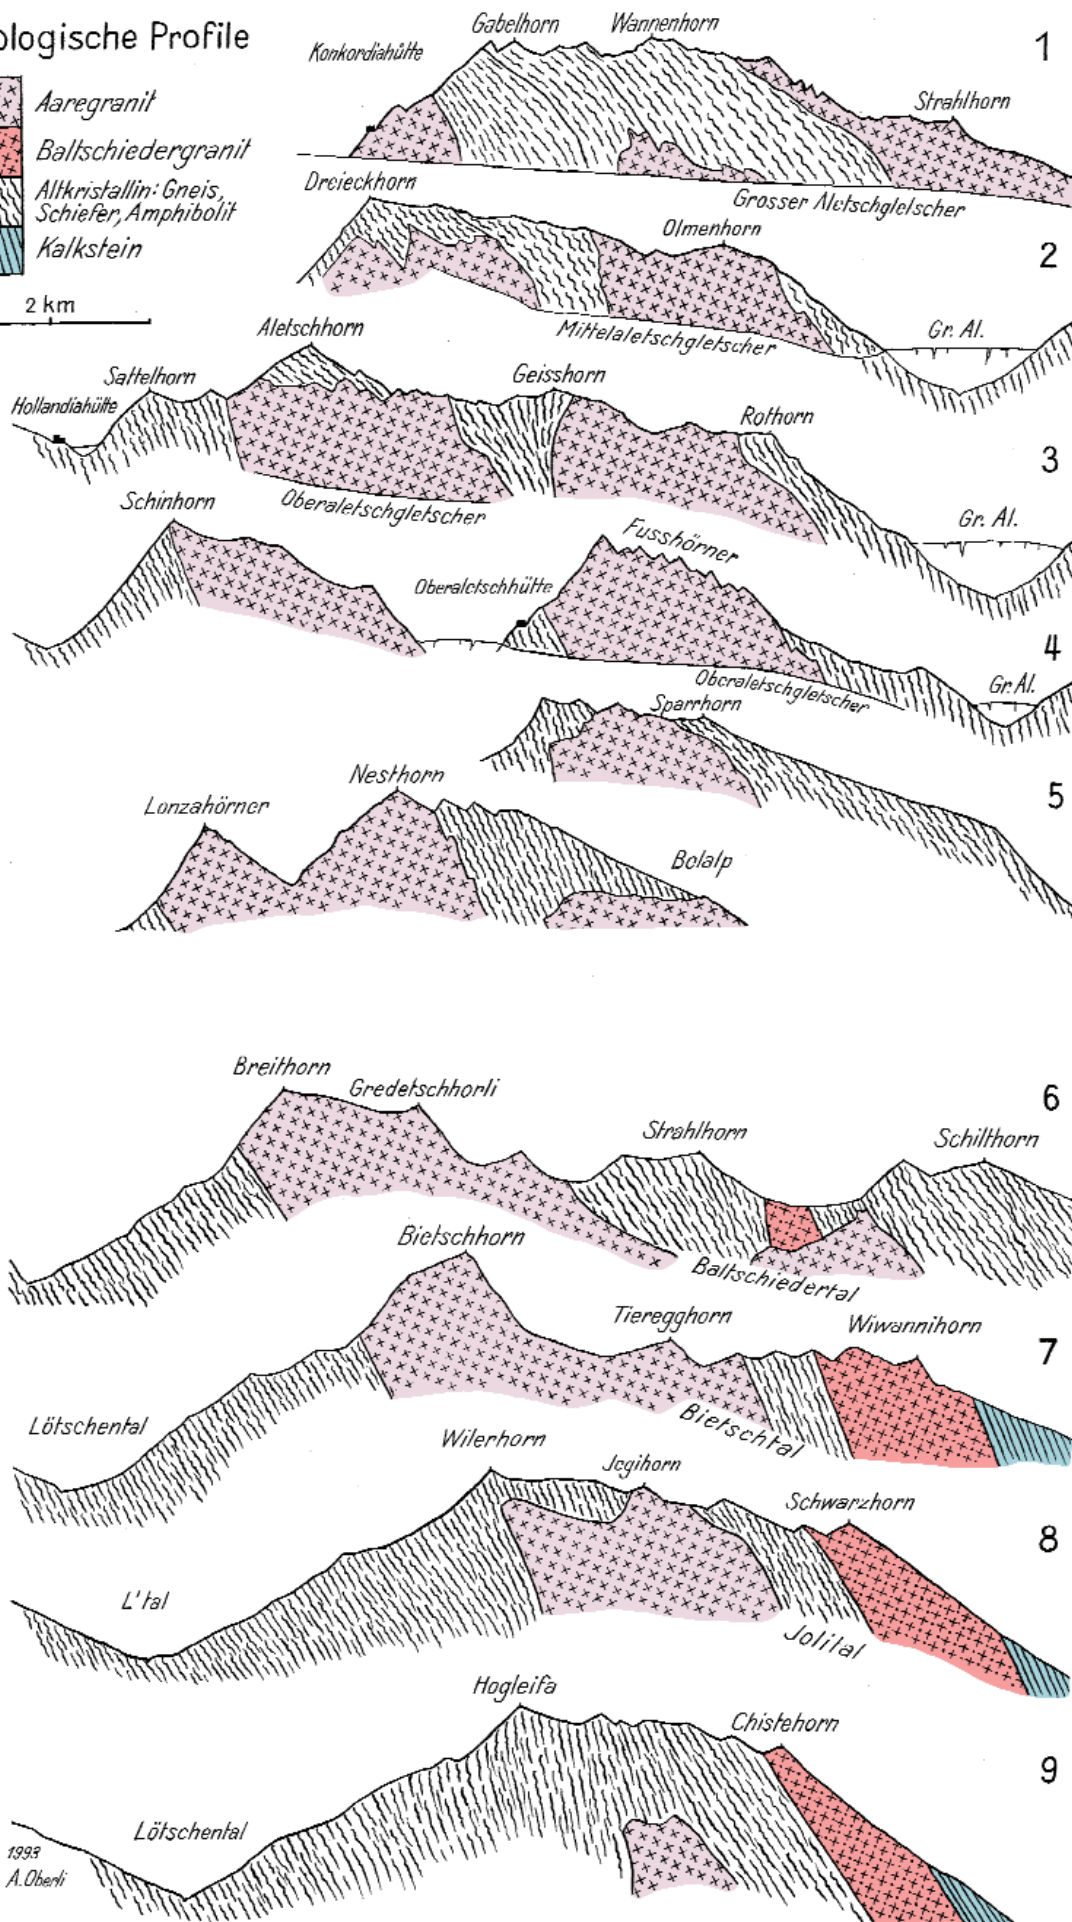 ologische Profile
Aaregranit
Baltschiedergranit
Altkristallin: Gneis,
Schiefer, Amphibolit
Kalkstein
2 km
Konkordiahütte
Gabelhorn
Wannenhorn
Strahlhorn
1
Grosser Aletschgletscher
Dreieckhorn
Olmenhorn
2
Mittelaletschgletscher
Gr. Al.
Hollandiahütte
Sattelhorn
Aletschhorn
Geisshorn
Rothorn
3
Oberaletschgletscher
Gr. Al.
Schinhorn
Oberaletschhütte
Fusshörner
4
Oberaletschgletscher
Gr. Al.
Sparrhorn
5
Lonzahörner
Nesthorn
Belalp
Breithorn
Gredetschhorli
Strahlhorn
Schilthorn
6
Baltschiedertal
Bietschhorn
Tieregghorn
Wiwannihorn
7
Lötschental
Bietschtal
Wilerhorn
Jegihorn
Schwarzhorn
8
L'tal
Jolital
Hogleifa
Chistehorn
9
Lötschental
1993
A. Oberli